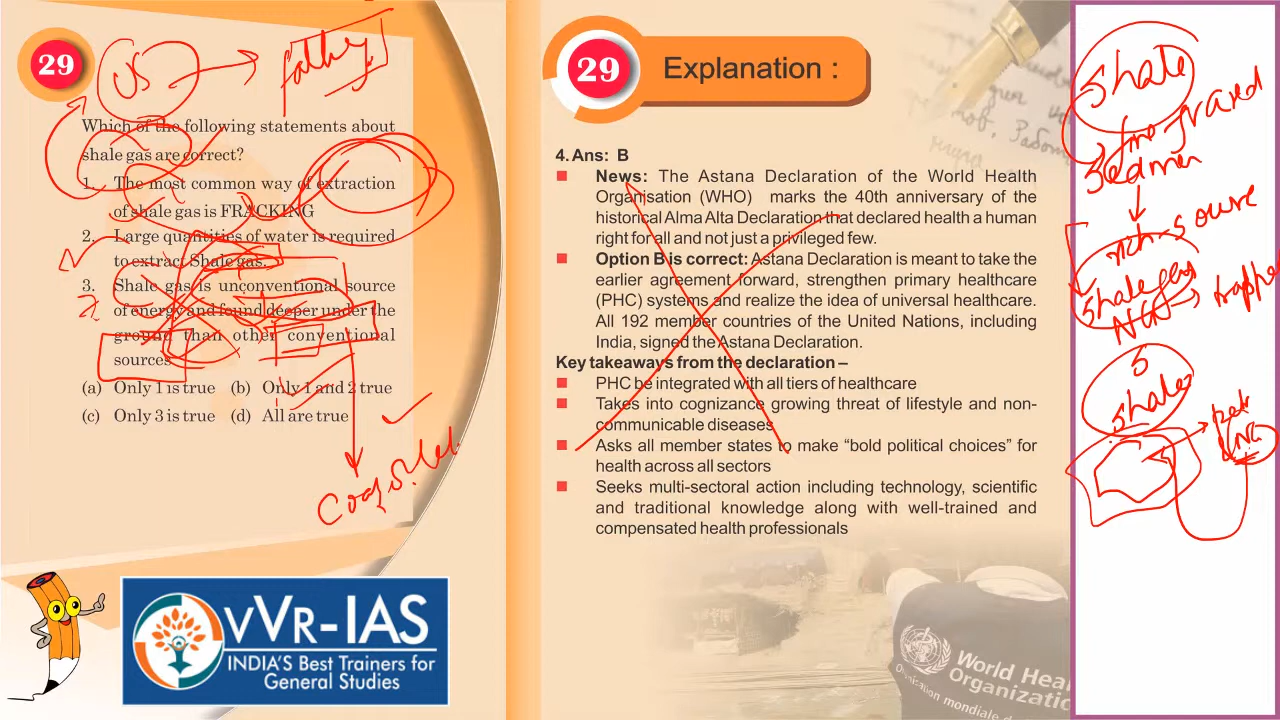 29
US
Which of the following statements about
shale gas are correct?
1. The most common way of extraction
of shale gas is FRACKING
2. Large quantities of water is required
to extract Shale gas.
3. Shale gas is unconventional source
of energy and found deeper under the
ground than other conventional
sources
(a) Only 1 is true (b) Only 1 and 2 true
(c) Only 3 is true (d) All are true
vVR-IAS
INDIA'S Best Trainers for
General Studies
29
Explanation :
4. Ans: B
News: The Astana Declaration of the World Health
Organisation (WHO) marks the 40th anniversary of the
historical Alma Alta Declaration that declared health a human
right for all and not just a privileged few.
Option B is correct: Astana Declaration is meant to take the
earlier agreement forward, strengthen primary healthcare
(PHC) systems and realize the idea of universal healthcare.
All 192 member countries of the United Nations, including
India, signed the Astana Declaration.
Key takeaways from the declaration –
PHC be integrated with all tiers of healthcare
Takes into cognizance growing threat of lifestyle and non-
communicable diseases
Asks all member states to make “bold political choices” for
health across all sectors
Seeks multi-sectoral action including technology, scientific
and traditional knowledge along with well-trained and
compensated health professionals
World Heal
Organizatio
Organisation mondiale
Shale
fine grained
rich-source
Shale gas
NG
Shale
NG